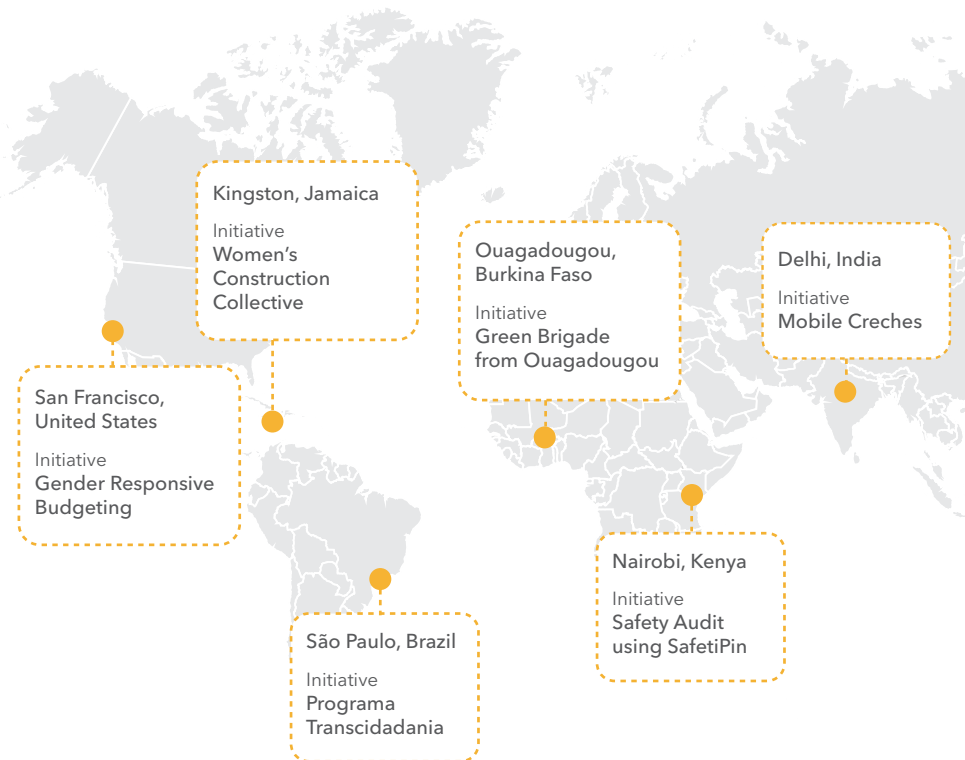 Kingston, Jamaica
Initiative
Women’s
Construction
Collective
Ouagadougou,
Burkina Faso
Initiative
Green Brigade
from Ouagadougou
Delhi, India
Initiative
Mobile Creches
San Francisco,
United States
Initiative
Gender Responsive
Budgeting
Nairobi, Kenya
Initiative
Safety Audit
using SafetiPin
São Paulo, Brazil
Initiative
Programa
Transcidadania